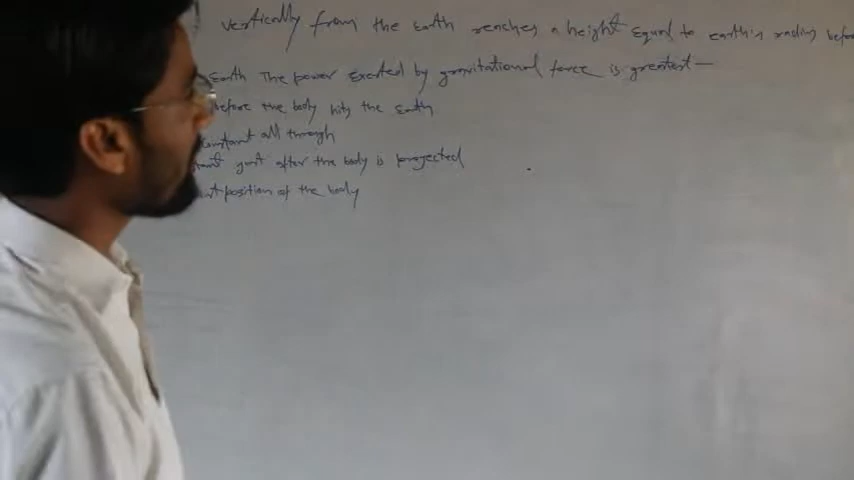 vertically from the Earth reaches a height Equal to earth's radius before
Earth The power Exerted by gravitational force is greatest —
before the body hits the Earth
constant all through
just after the body is projected
position of the body